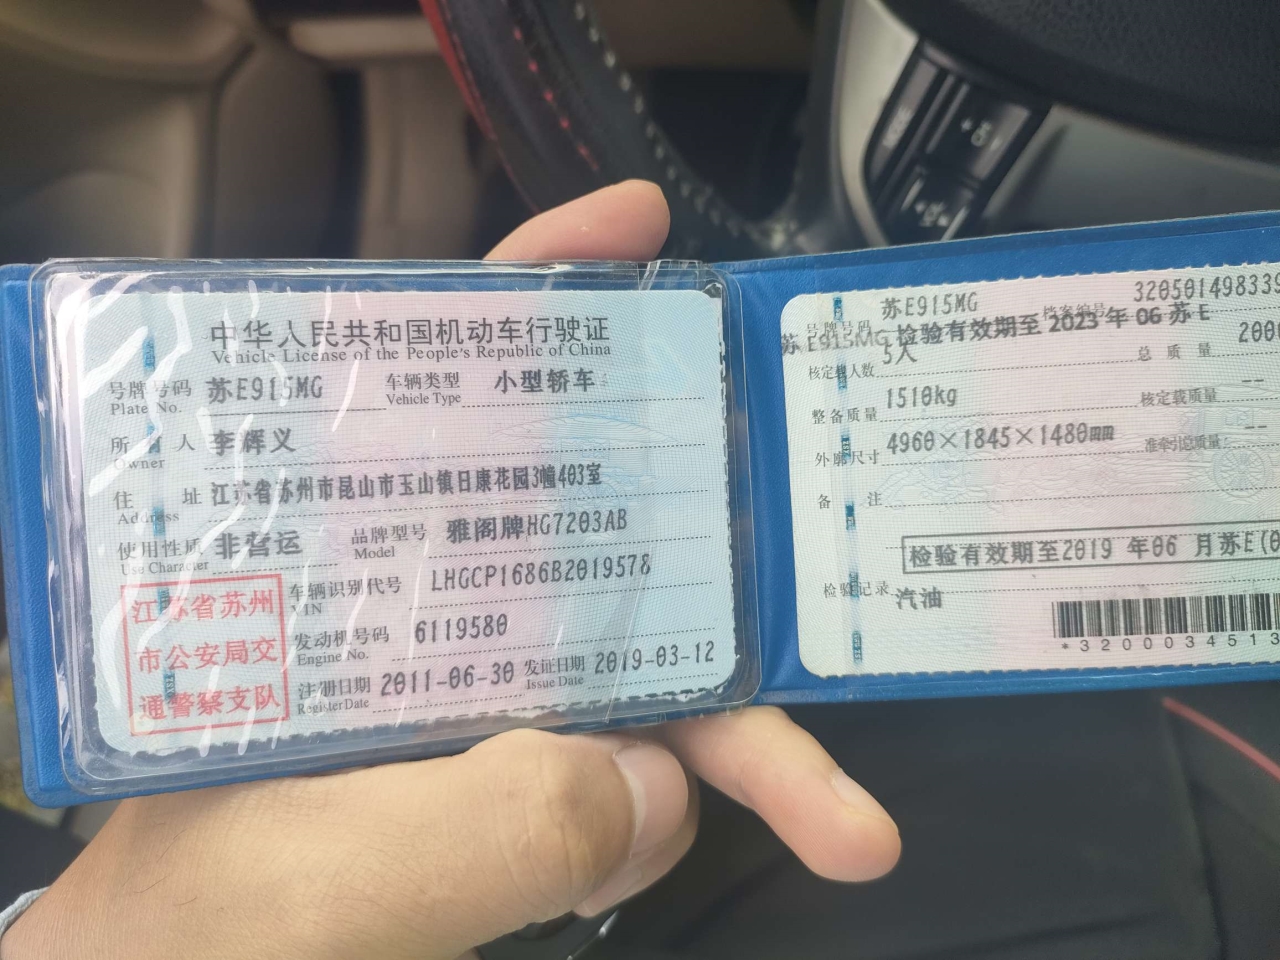 中华人民共和国机动车行驶证
Vehicle License of the People's Republic of China
号牌号码 苏E915MG 车辆类型 小型轿车
Plate No. Vehicle Type
所有人 李辉义
Owner
住址 江苏省苏州市昆山市玉山镇日康花园3幢403室
Address
使用性质 非营运 品牌型号 雅阁牌HG7203AB
Use Character Model
车辆识别代号 LHGCP1686B2019578
VIN
发动机号码 6119580
Engine No.
注册日期 2011-06-30 发证日期 2019-03-12
Register Date Issue Date
江苏省苏州
市公安局交
通警察支队
号牌号码 苏E915MG 档案编号 320501498339
苏E915MG 检验有效期至 2023 年 06 苏 E
核定载人数 5人 总质量 200
整备质量 1510kg 核定载质量 --
外廓尺寸 4960×1845×1480mm 准牵引总质量 --
备注
检验有效期至2019 年06 月苏E(0
检验记录 汽油
*3200034513
MODE